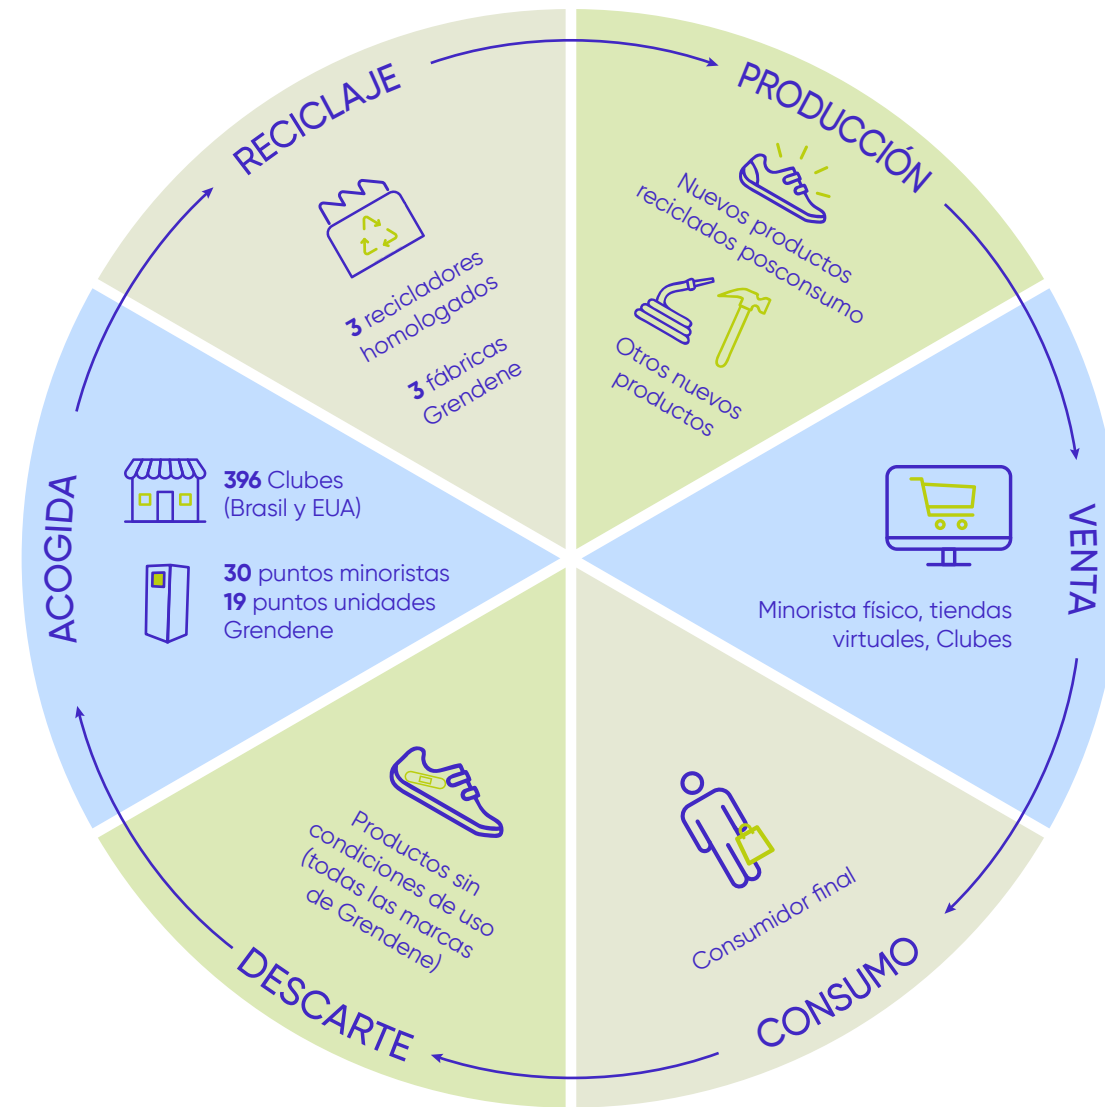 RECICLAJE
3 recicladores
homologados
3 fábricas
Grendene
PRODUCCIÓN
Nuevos productos
reciclados posconsumo
Otros nuevos
productos
VENTA
Minorista físico, tiendas
virtuales, Clubes
CONSUMO
Consumidor final
DESCARTE
Productos sin
condiciones de uso
(todas las marcas
de Grendene)
ACOGIDA
396 Clubes
(Brasil y EUA)
30 puntos minoristas
19 puntos unidades
Grendene